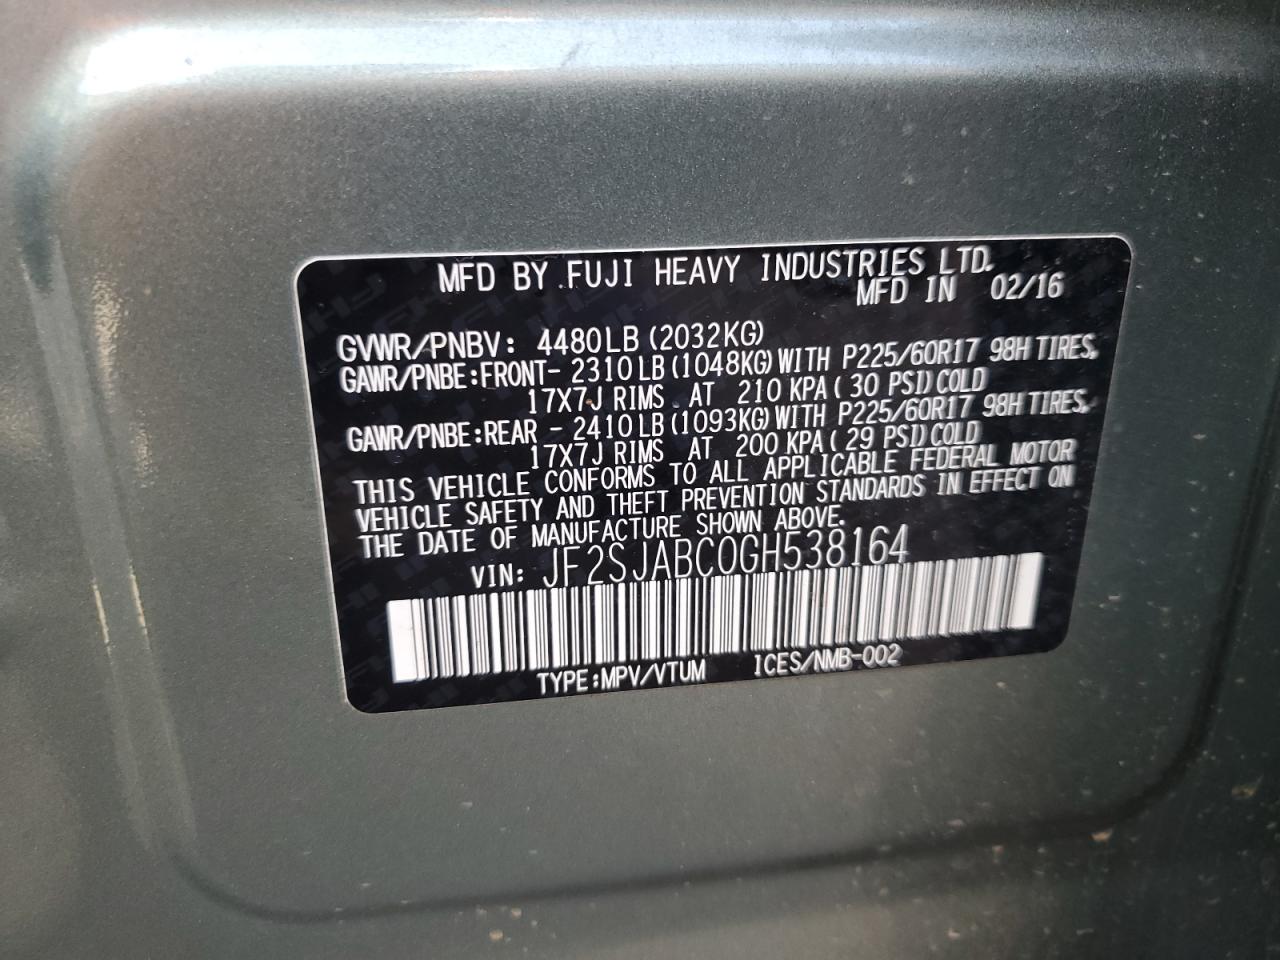 MFD BY FUJI HEAVY INDUSTRIES LTD.
MFD IN 02/16
GVWR/PNBV: 4480LB (2032KG)
GAWR/PNBE:FRONT- 2310LB(1048KG)WITH P225/60R17 98H TIRES.
17X7J RIMS AT 210 KPA( 30 PSI)COLD
GAWR/PNBE:REAR - 2410LB(1093KG)WITH P225/60R17 98H TIRES.
17X7J RIMS AT 200 KPA( 29 PSI)COLD
THIS VEHICLE CONFORMS TO ALL APPLICABLE FEDERAL MOTOR
VEHICLE SAFETY AND THEFT PREVENTION STANDARDS IN EFFECT ON
THE DATE OF MANUFACTURE SHOWN ABOVE.
VIN: JF2SJABC0GH538164
TYPE:MPV/VTUM ICES/NMB-002